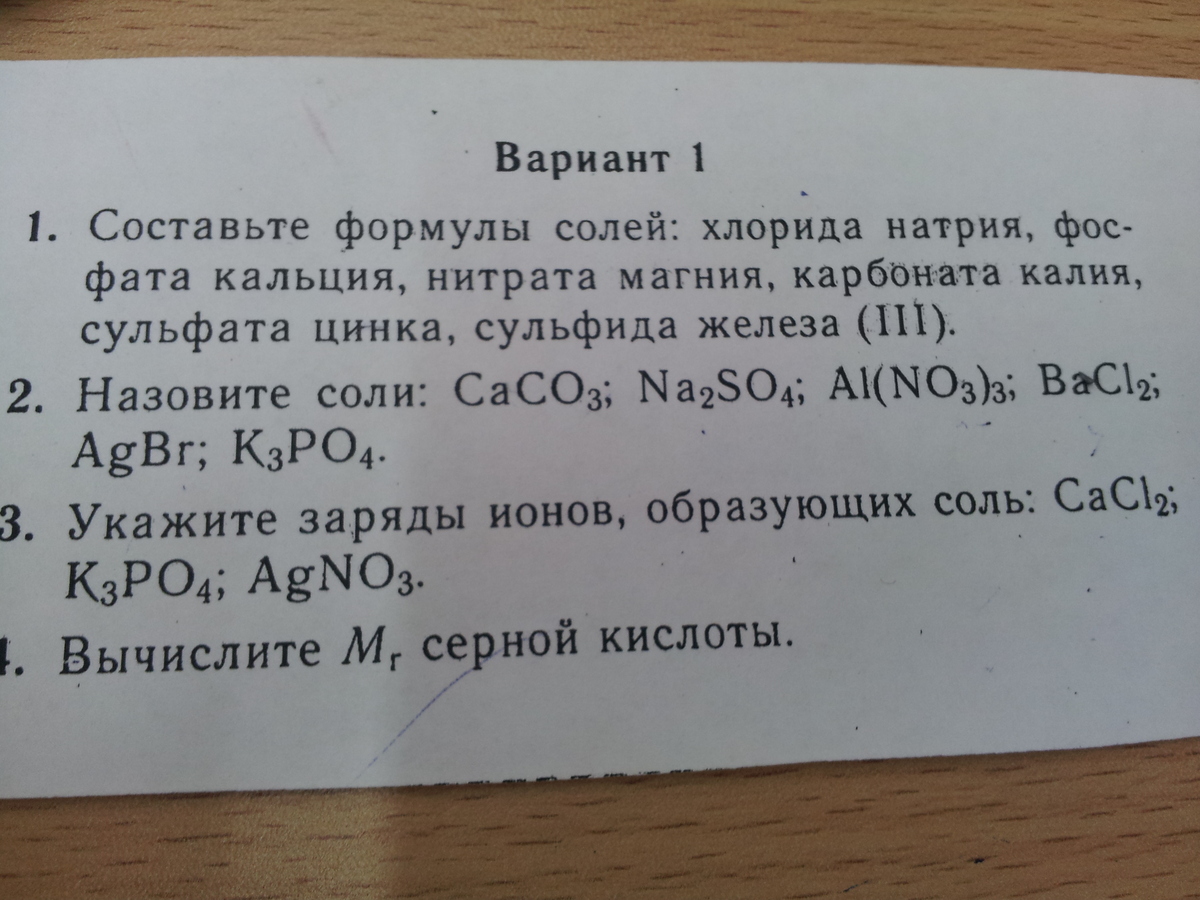 Вариант 1
1. Составьте формулы солей: хлорида натрия, фос-
фата кальция, нитрата магния, карбоната калия,
сульфата цинка, сульфида железа (III).
2. Назовите соли: CaCO₃; Na₂SO₄; Al(NO₃)₃; BaCl₂;
AgBr; K₃PO₄.
3. Укажите заряды ионов, образующих соль: CaCl₂;
K₃PO₄; AgNO₃.
4. Вычислите Mᵣ серной кислоты.